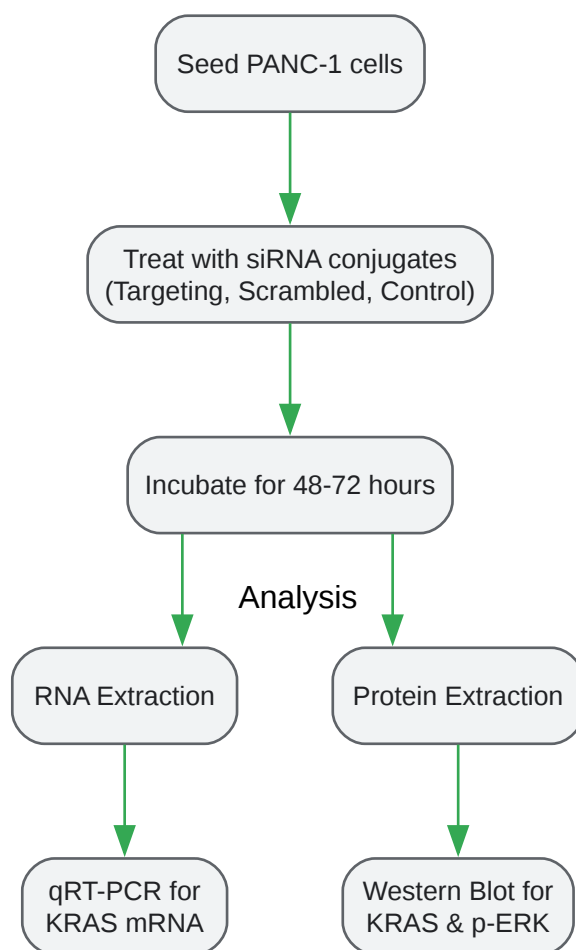 Seed PANC-1 cells
Treat with siRNA conjugates
(Targeting, Scrambled, Control)
Incubate for 48-72 hours
Analysis
RNA Extraction
Protein Extraction
qRT-PCR for
KRAS mRNA
Western Blot for
KRAS & p-ERK